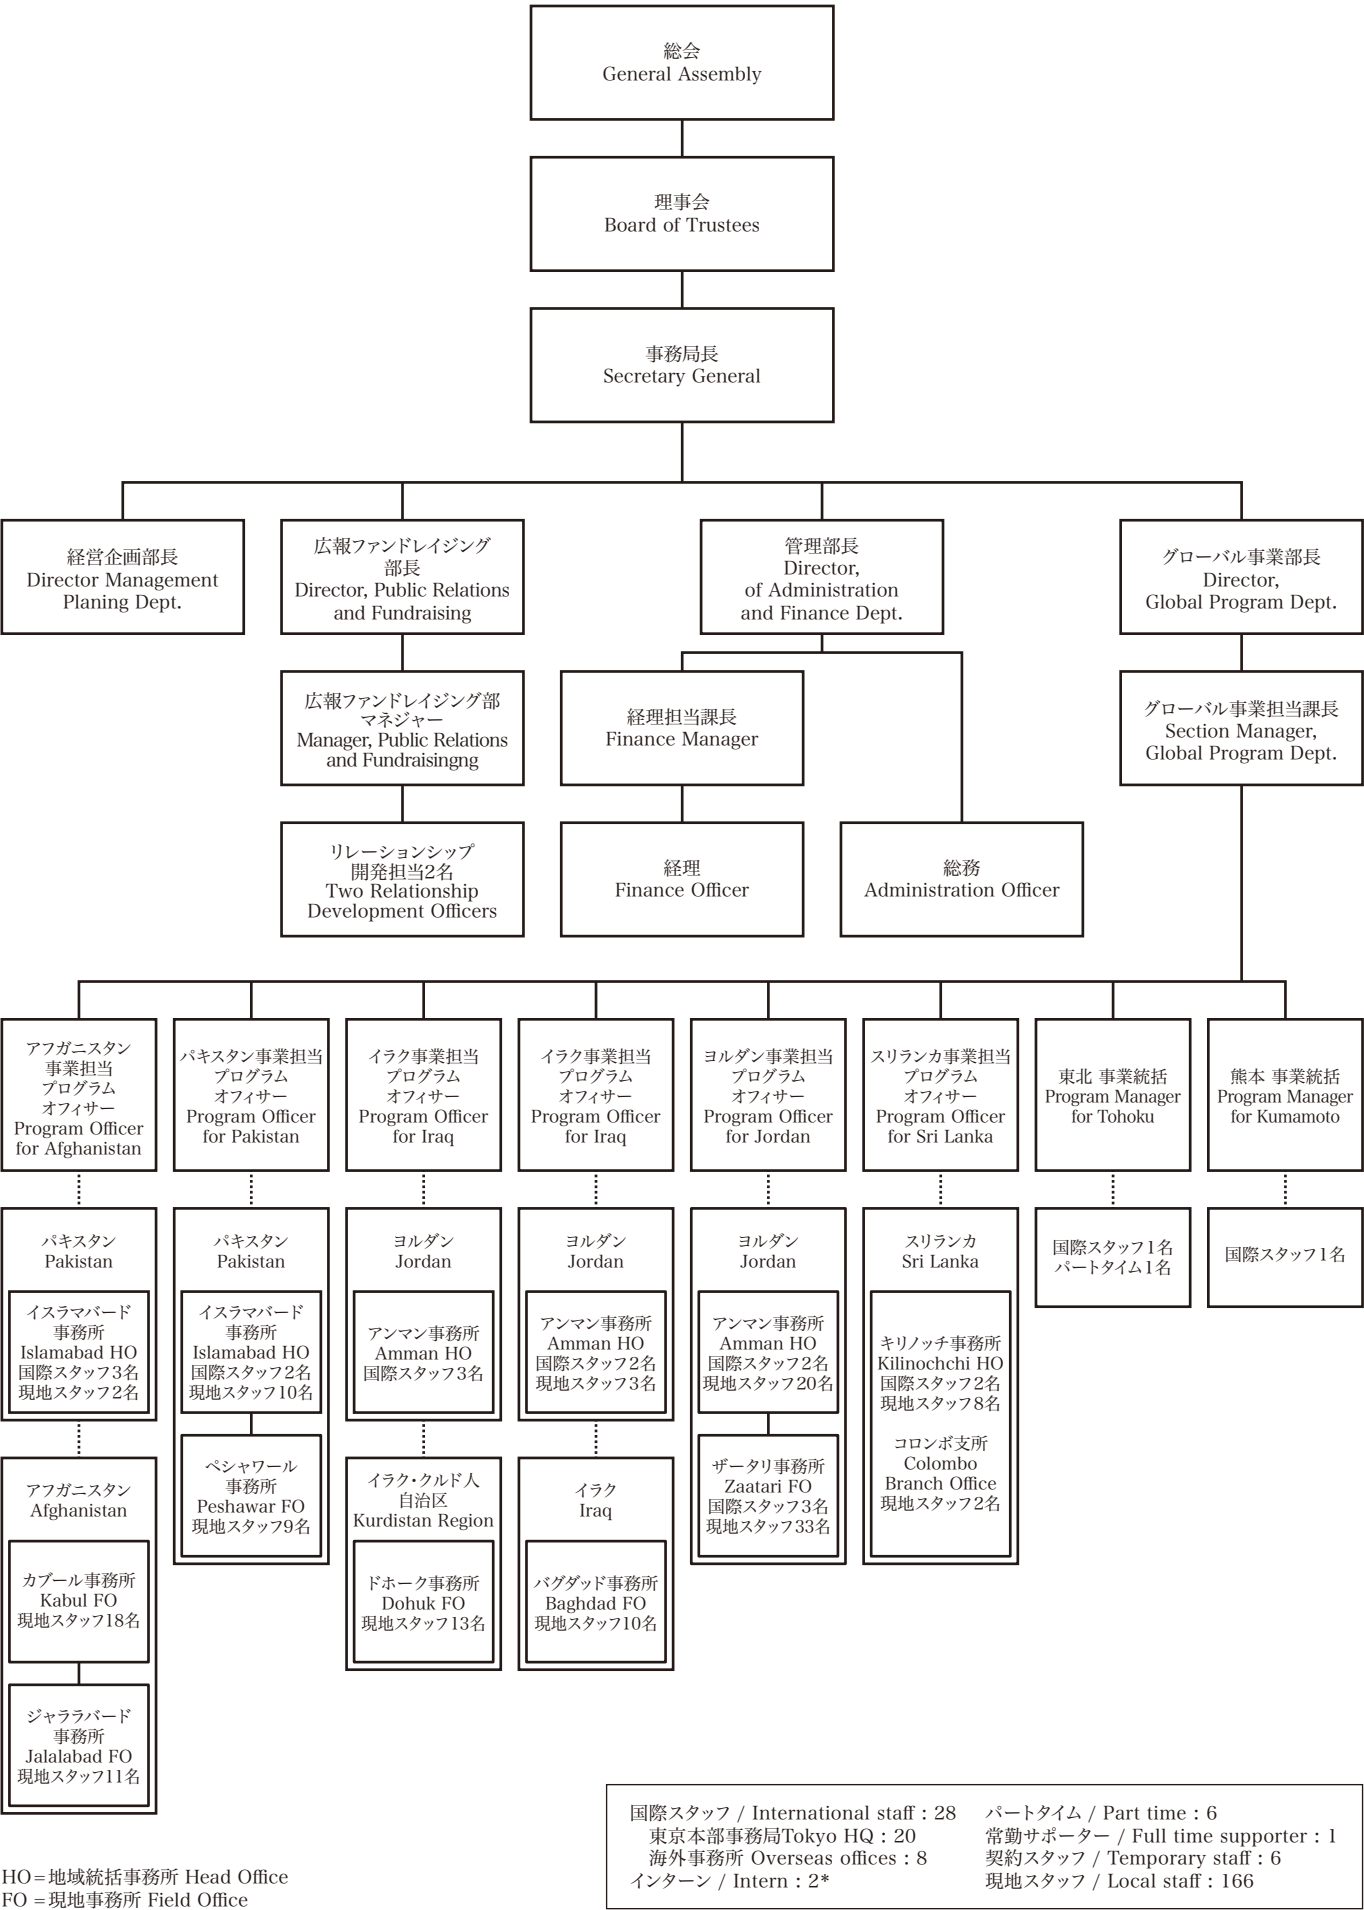 総会
General Assembly
理事会
Board of Trustees
事務局長
Secretary General
経営企画部長
Director Management
Planing Dept.
広報ファンドレイジング
部長
Director, Public Relations
and Fundraising
管理部長
Director,
of Administration
and Finance Dept.
グローバル事業部長
Director,
Global Program Dept.
広報ファンドレイジング部
マネジャー
Manager, Public Relations
and Fundraisingng
経理担当課長
Finance Manager
グローバル事業担当課長
Section Manager,
Global Program Dept.
リレーションシップ
開発担当2名
Two Relationship
Development Officers
経理
Finance Officer
総務
Administration Officer
アフガニスタン
事業担当
プログラム
オフィサー
Program Officer
for Afghanistan
パキスタン事業担当
プログラム
オフィサー
Program Officer
for Pakistan
イラク事業担当
プログラム
オフィサー
Program Officer
for Iraq
イラク事業担当
プログラム
オフィサー
Program Officer
for Iraq
ヨルダン事業担当
プログラム
オフィサー
Program Officer
for Jordan
スリランカ事業担当
プログラム
オフィサー
Program Officer
for Sri Lanka
東北 事業統括
Program Manager
for Tohoku
熊本 事業統括
Program Manager
for Kumamoto
パキスタン
Pakistan
イスラマバード
事務所
Islamabad HO
国際スタッフ3名
現地スタッフ2名
パキスタン
Pakistan
イスラマバード
事務所
Islamabad HO
国際スタッフ2名
現地スタッフ10名
ペシャワール
事務所
Peshawar FO
現地スタッフ9名
ヨルダン
Jordan
アンマン事務所
Amman HO
国際スタッフ3名
ヨルダン
Jordan
アンマン事務所
Amman HO
国際スタッフ2名
現地スタッフ3名
ヨルダン
Jordan
アンマン事務所
Amman HO
国際スタッフ2名
現地スタッフ20名
ザータリ事務所
Zaatari FO
国際スタッフ3名
現地スタッフ33名
スリランカ
Sri Lanka
キリノッチ事務所
Kilinochchi HO
国際スタッフ2名
現地スタッフ8名
コロンボ支所
Colombo
Branch Office
現地スタッフ2名
国際スタッフ1名
パートタイム1名
国際スタッフ1名
アフガニスタン
Afghanistan
カブール事務所
Kabul FO
現地スタッフ18名
ジャララバード
事務所
Jalalabad FO
現地スタッフ11名
イラク・クルド人
自治区
Kurdistan Region
ドホーク事務所
Dohuk FO
現地スタッフ13名
イラク
Iraq
バグダッド事務所
Baghdad FO
現地スタッフ10名
国際スタッフ / International staff : 28
東京本部事務局Tokyo HQ : 20
海外事務所 Overseas offices : 8
インターン / Intern : 2*
パートタイム / Part time : 6
常勤サポーター / Full time supporter : 1
契約スタッフ / Temporary staff : 6
現地スタッフ / Local staff : 166
HO=地域統括事務所 Head Office
FO =現地事務所 Field Office